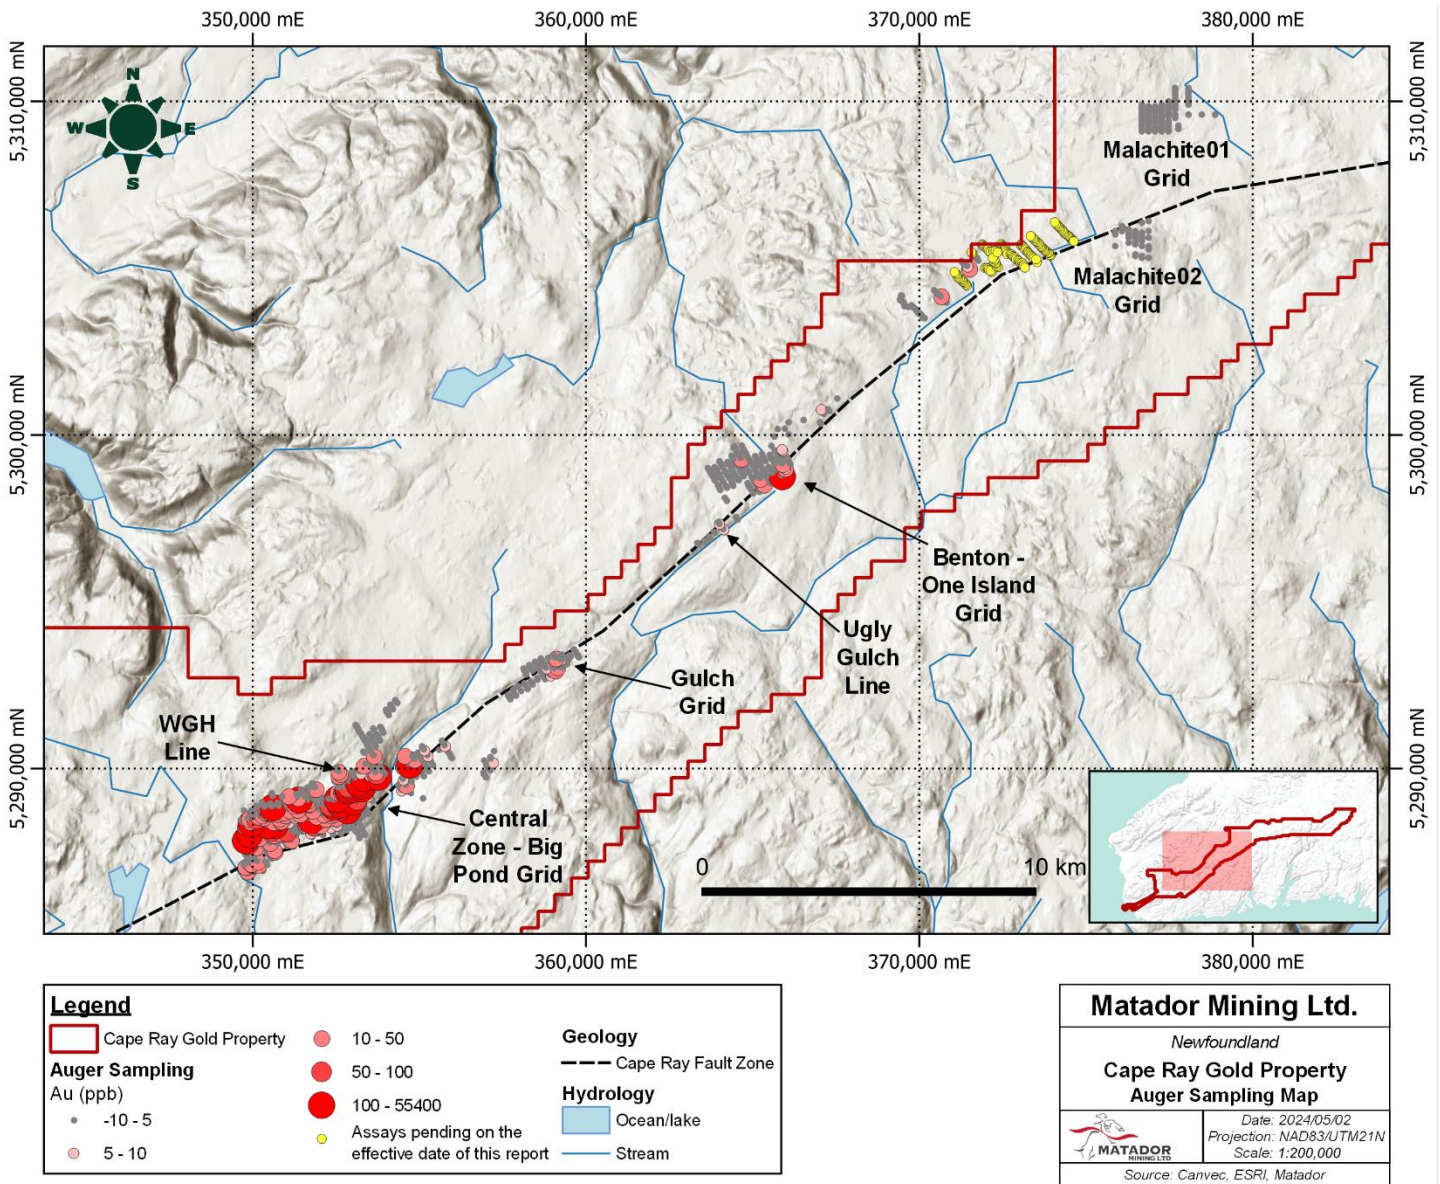 350,000 mE
360,000 mE
370,000 mE
380,000 mE
5,310,000 mN
5,310,000 mN
N
W
E
S
Malachite01
Grid
Malachite02
Grid
5,300,000 mN
5,300,000 mN
Benton -
One Island
Grid
Ugly
Gulch
Line
Gulch
Grid
WGH
Line
5,290,000 mN
5,290,000 mN
Central
Zone - Big
Pond Grid
0
10 km
350,000 mE
360,000 mE
370,000 mE
380,000 mE
Legend
Cape Ray Gold Property
Auger Sampling
Au (ppb)
-10 - 5
5 - 10
10 - 50
50 - 100
100 - 55400
Assays pending on the
effective date of this report
Geology
Cape Ray Fault Zone
Hydrology
Ocean/lake
Stream
Matador Mining Ltd.
Newfoundland
Cape Ray Gold Property
Auger Sampling Map
MATADOR
MINING LTD
Date: 2024/05/02
Projection: NAD83/UTM21N
Scale: 1:200,000
Source: Canvec, ESRI, Matador